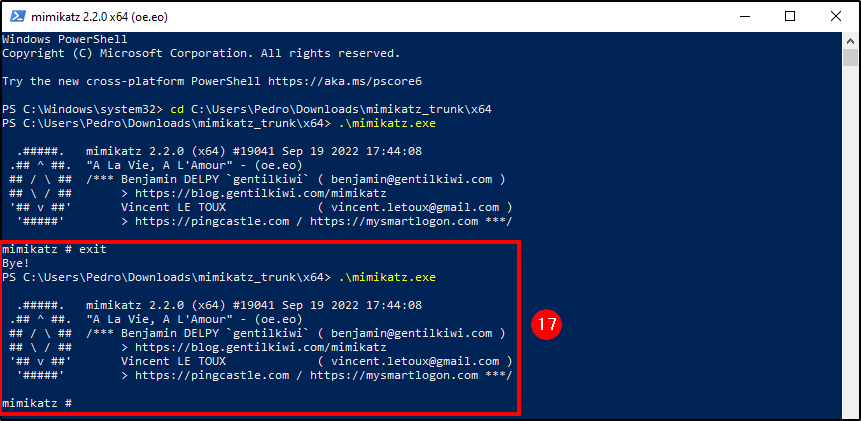 mimikatz 2.2.0 x64 (oe.eo)
Windows PowerShell
Copyright (C) Microsoft Corporation. All rights reserved.
Try the new cross-platform PowerShell https://aka.ms/pscore6
PS C:\Windows\system32> cd C:\Users\Pedro\Downloads\mimikatz_trunk\x64
PS C:\Users\Pedro\Downloads\mimikatz_trunk\x64> .\mimikatz.exe
  .#####.   mimikatz 2.2.0 (x64) #19041 Sep 19 2022 17:44:08
 .## ^ ##.  "A La Vie, A L'Amour" - (oe.eo)
 ## / \ ##  /*** Benjamin DELPY `gentilkiwi` ( benjamin@gentilkiwi.com )
 ## \ / ##       > https://blog.gentilkiwi.com/mimikatz
 '## v ##'       Vincent LE TOUX             ( vincent.letoux@gmail.com )
  '#####'        > https://pingcastle.com / https://mysmartlogon.com ***/
mimikatz # exit
Bye!
PS C:\Users\Pedro\Downloads\mimikatz_trunk\x64> .\mimikatz.exe
  .#####.   mimikatz 2.2.0 (x64) #19041 Sep 19 2022 17:44:08
 .## ^ ##.  "A La Vie, A L'Amour" - (oe.eo)
 ## / \ ##  /*** Benjamin DELPY `gentilkiwi` ( benjamin@gentilkiwi.com )
 ## \ / ##       > https://blog.gentilkiwi.com/mimikatz
 '## v ##'       Vincent LE TOUX             ( vincent.letoux@gmail.com )
  '#####'        > https://pingcastle.com / https://mysmartlogon.com ***/
mimikatz #
17